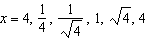 x = 4, 1/4, 1/√4, 1, √4, 4